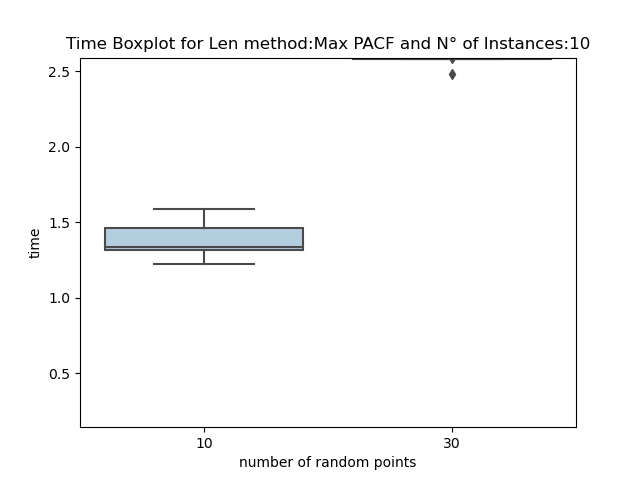 Time Boxplot for Len method:Max PACF and N° of Instances:10
2.5
2.0
1.5
1.0
0.5
time
10 30
number of random points